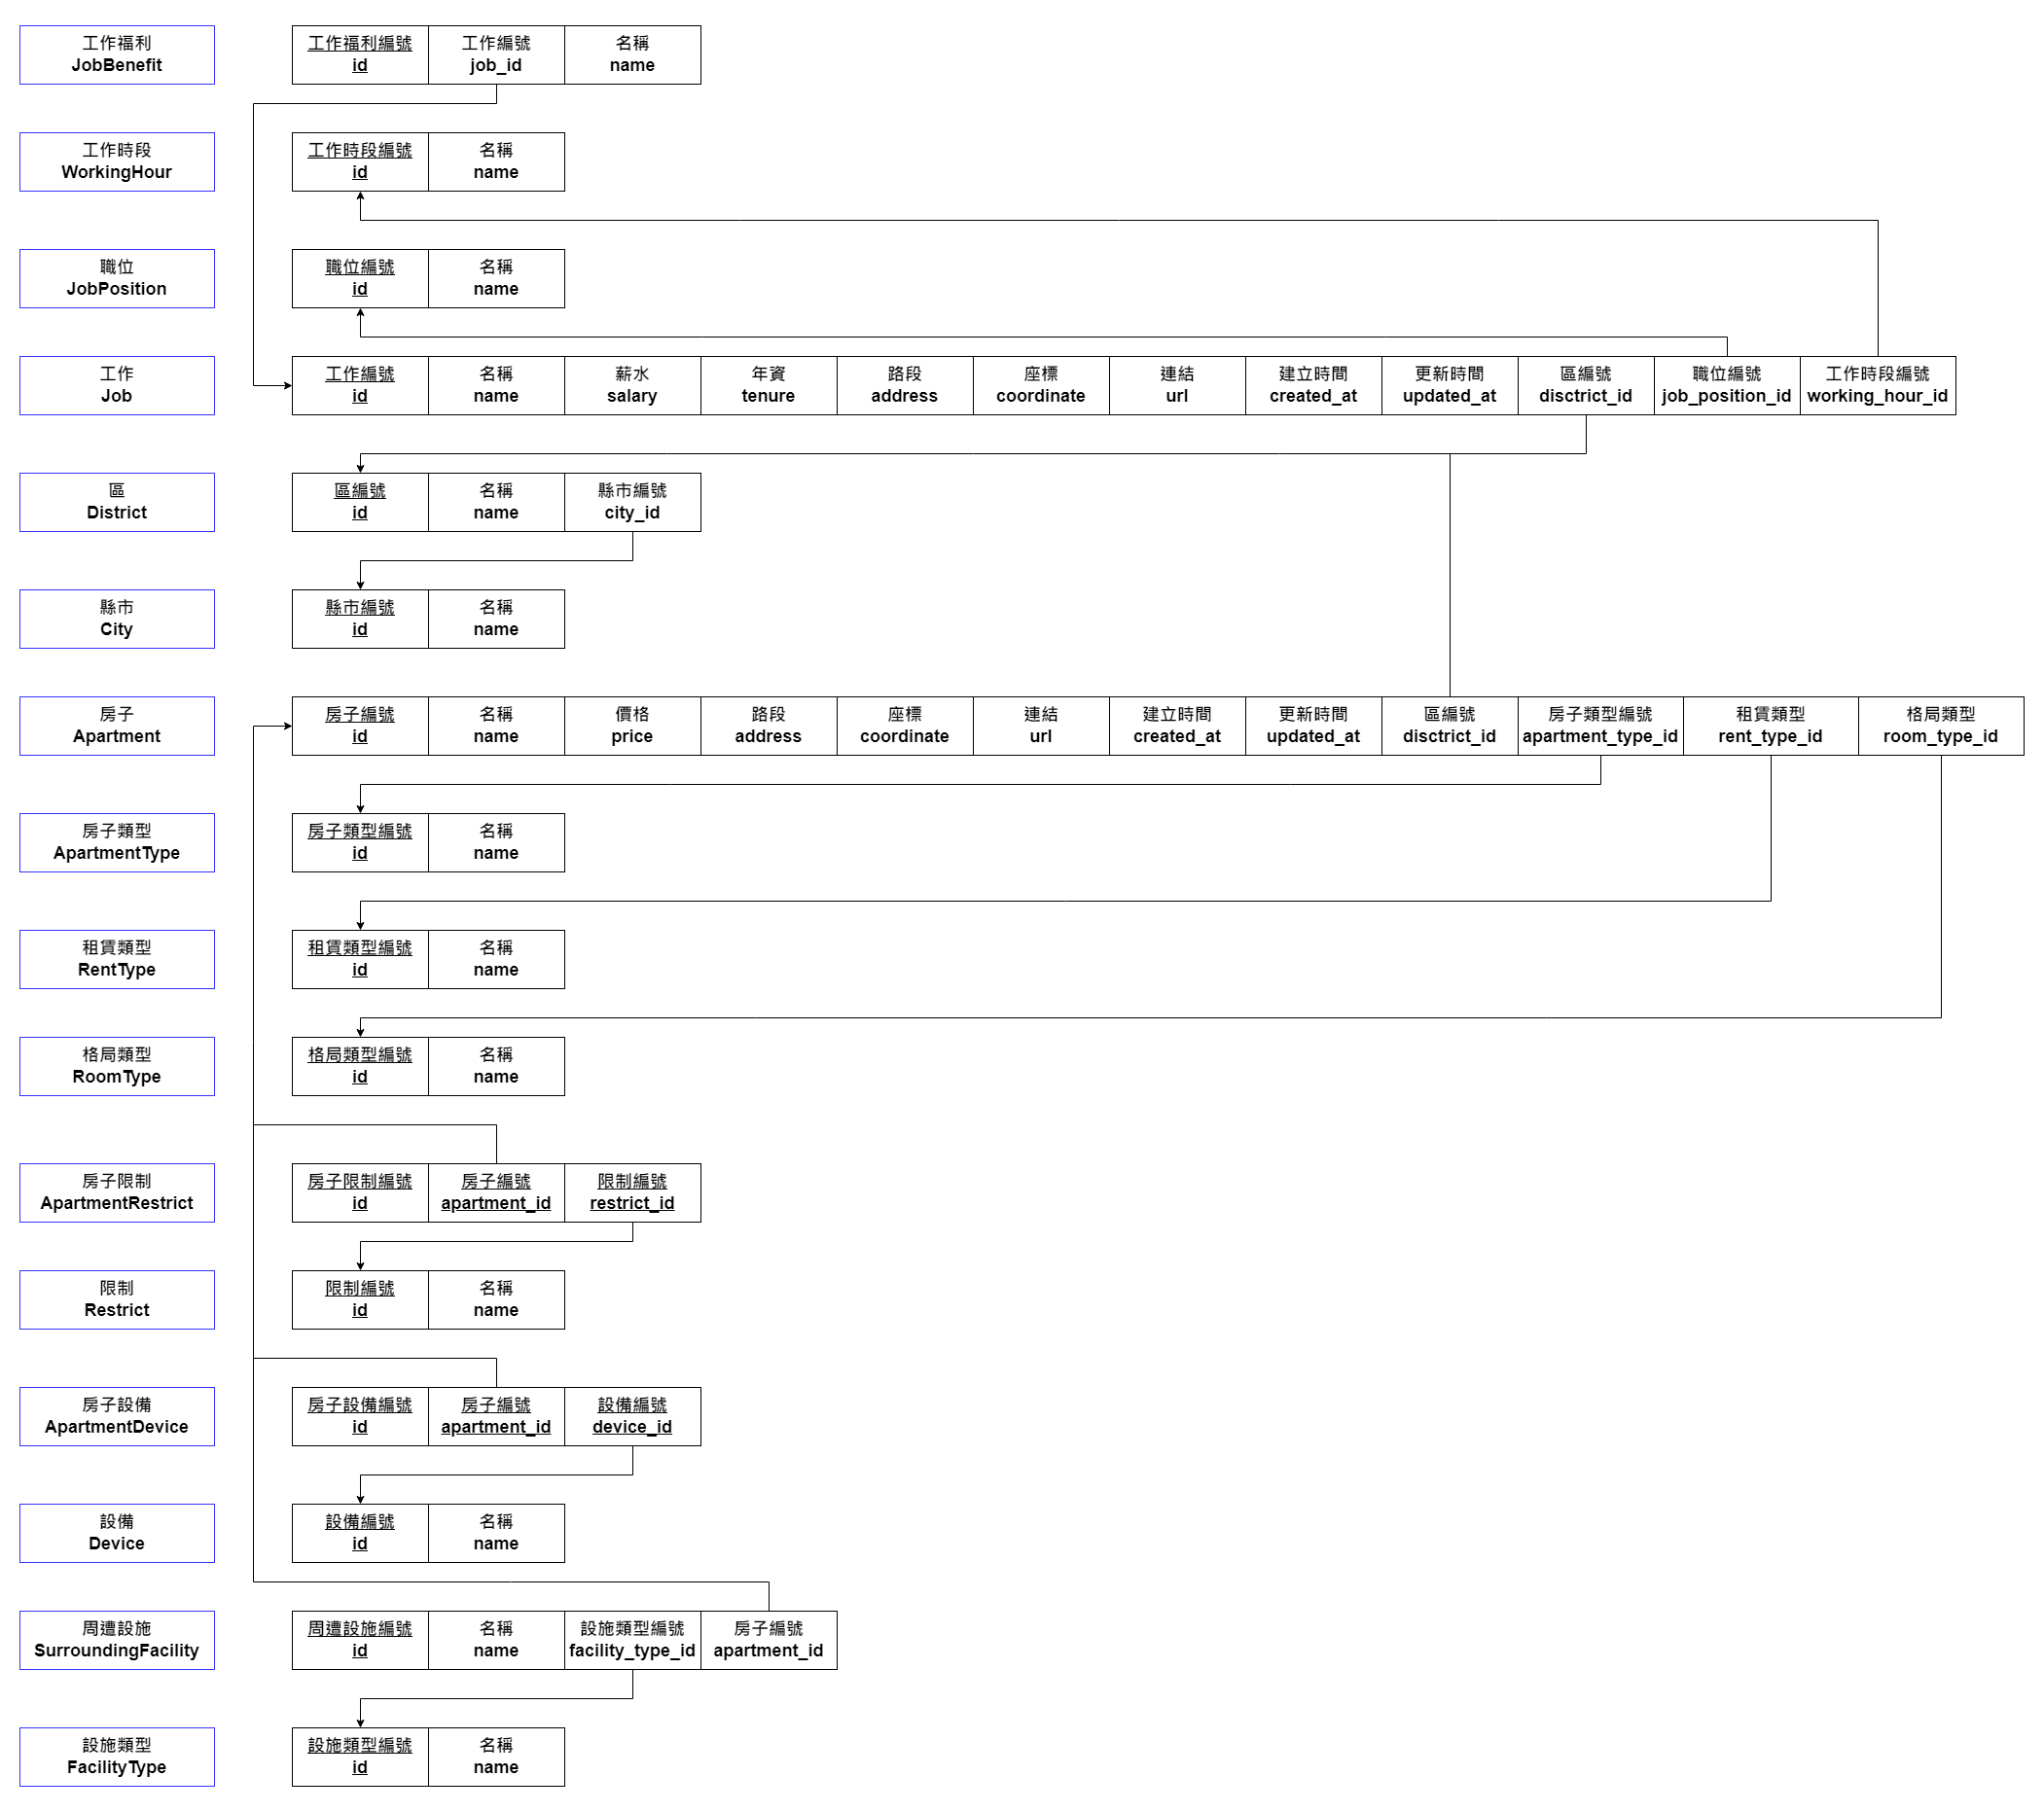 工作福利
JobBenefit
工作福利編號
id
工作編號
job_id
名稱
name
工作時段
WorkingHour
工作時段編號
id
名稱
name
職位
JobPosition
職位編號
id
名稱
name
工作
Job
工作編號
id
名稱
name
薪水
salary
年資
tenure
路段
address
座標
coordinate
連結
url
建立時間
created_at
更新時間
updated_at
區編號
disctrict_id
職位編號
job_position_id
工作時段編號
working_hour_id
區
District
區編號
id
名稱
name
縣市編號
city_id
縣市
City
縣市編號
id
名稱
name
房子
Apartment
房子編號
id
名稱
name
價格
price
路段
address
座標
coordinate
連結
url
建立時間
created_at
更新時間
updated_at
區編號
disctrict_id
房子類型編號
apartment_type_id
租賃類型
rent_type_id
格局類型
room_type_id
房子類型
ApartmentType
房子類型編號
id
名稱
name
租賃類型
RentType
租賃類型編號
id
名稱
name
格局類型
RoomType
格局類型編號
id
名稱
name
房子限制
ApartmentRestrict
房子限制編號
id
房子編號
apartment_id
限制編號
restrict_id
限制
Restrict
限制編號
id
名稱
name
房子設備
ApartmentDevice
房子設備編號
id
房子編號
apartment_id
設備編號
device_id
設備
Device
設備編號
id
名稱
name
周遭設施
SurroundingFacility
周遭設施編號
id
名稱
name
設施類型編號
facility_type_id
房子編號
apartment_id
設施類型
FacilityType
設施類型編號
id
名稱
name